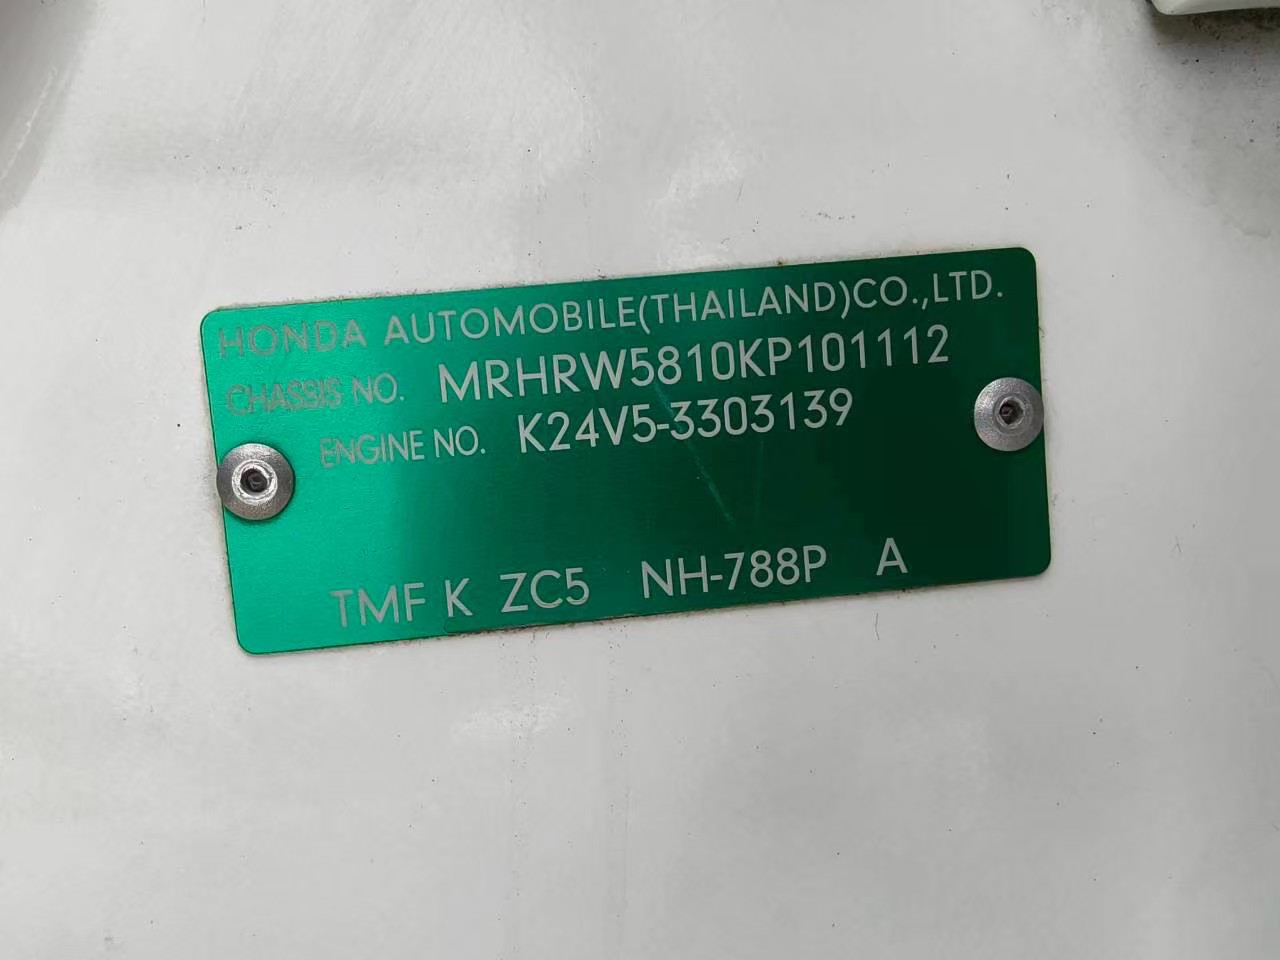 HONDA AUTOMOBILE(THAILAND)CO.,LTD.
CHASSIS NO. MRHRW5810KP101112
ENGINE NO. K24V5-3303139
TMF K ZC5 NH-788P A